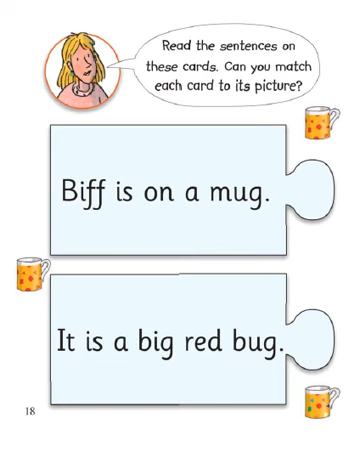 Read the sentences on
these cards. Can you match
each card to its picture?
Biff is on a mug.
It is a big red bug.
18